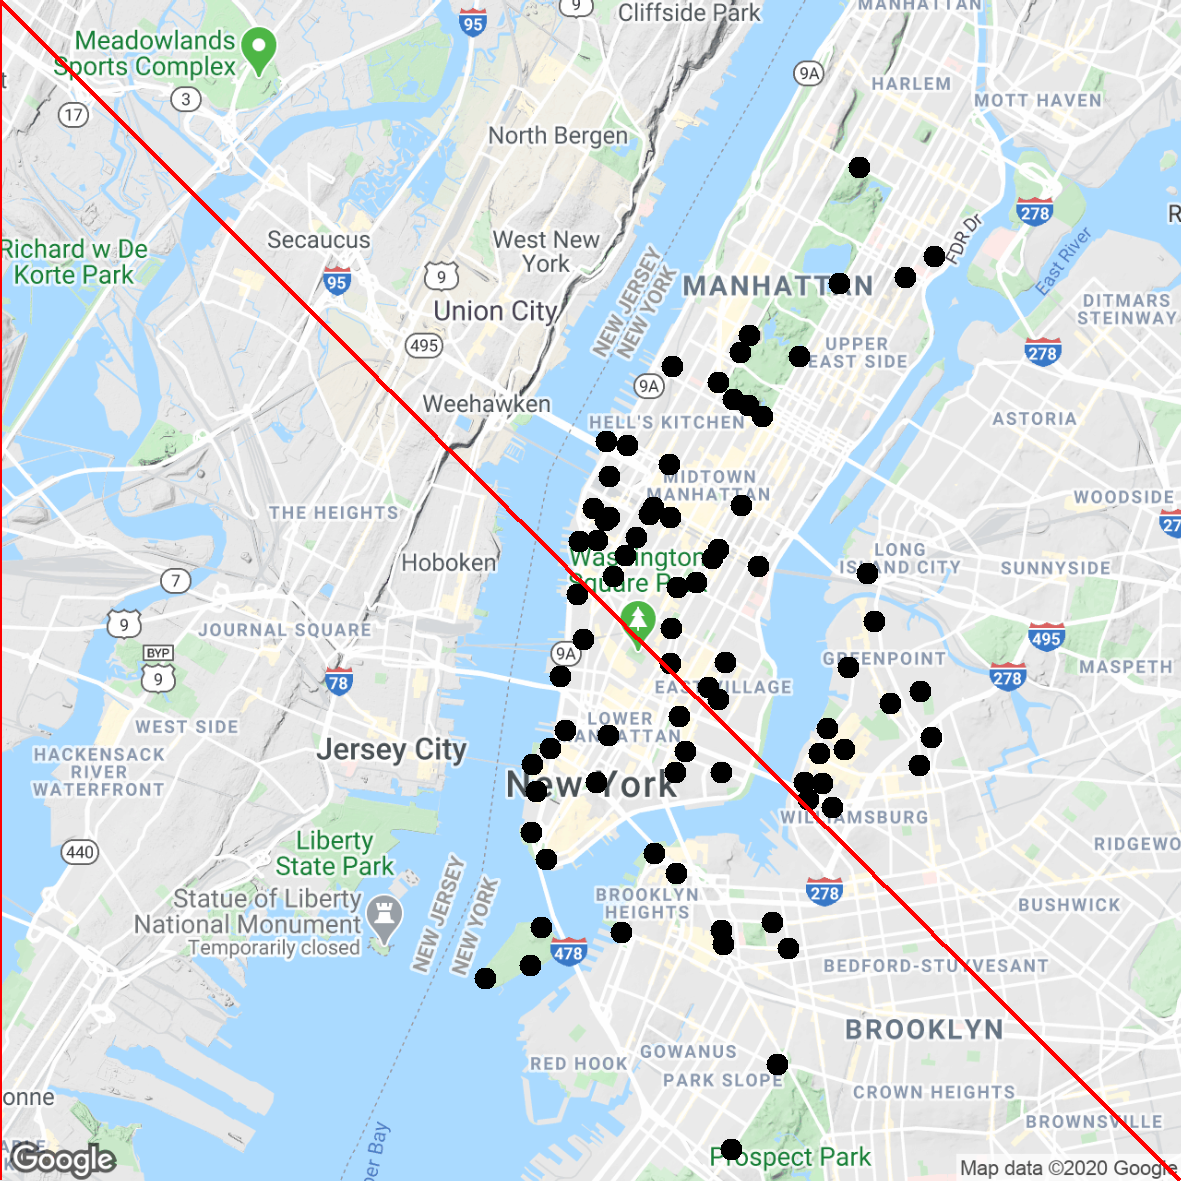 Cliffside Park
MANHATTAN
9
95
Meadowlands
Sports Complex
9A
HARLEM
3
MOTT HAVEN
17
North Bergen
278
FDR Dr
East River
Richard w De
Korte Park
Secaucus
West New
York
95
9
NEW JERSEY
NEW YORK
MANHATTAN
Union City
DITMARS
STEINWAY
495
UPPER
EAST SIDE
278
9A
Weehawken
HELL'S KITCHEN
ASTORIA
MIDTOWN
MANHATTAN
WOODSIDE
THE HEIGHTS
27
Hoboken
Washington
Square Park
LONG
ISLAND CITY
SUNNYSIDE
7
9
JOURNAL SQUARE
495
BYP
9
9A
GREENPOINT
MASPETH
78
278
EAST VILLAGE
WEST SIDE
LOWER
MANHATTAN
HACKENSACK
RIVER
WATERFRONT
Jersey City
New York
WILLIAMSBURG
440
Liberty
State Park
RIDGEWO
278
Statue of Liberty
National Monument
Temporarily closed
NEW JERSEY
NEW YORK
BROOKLYN
HEIGHTS
BUSHWICK
478
BEDFORD-STUYVESANT
BROOKLYN
RED HOOK
GOWANUS
PARK SLOPE
CROWN HEIGHTS
onne
BROWNSVILLE
per Bay
Prospect Park
Google
Map data ©2020 Google